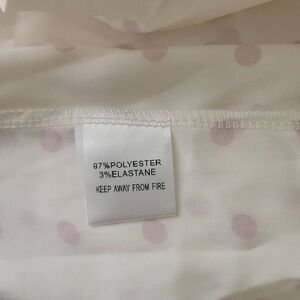 97%POLYESTER
3%ELASTANE
KEEP AWAY FROM FIRE